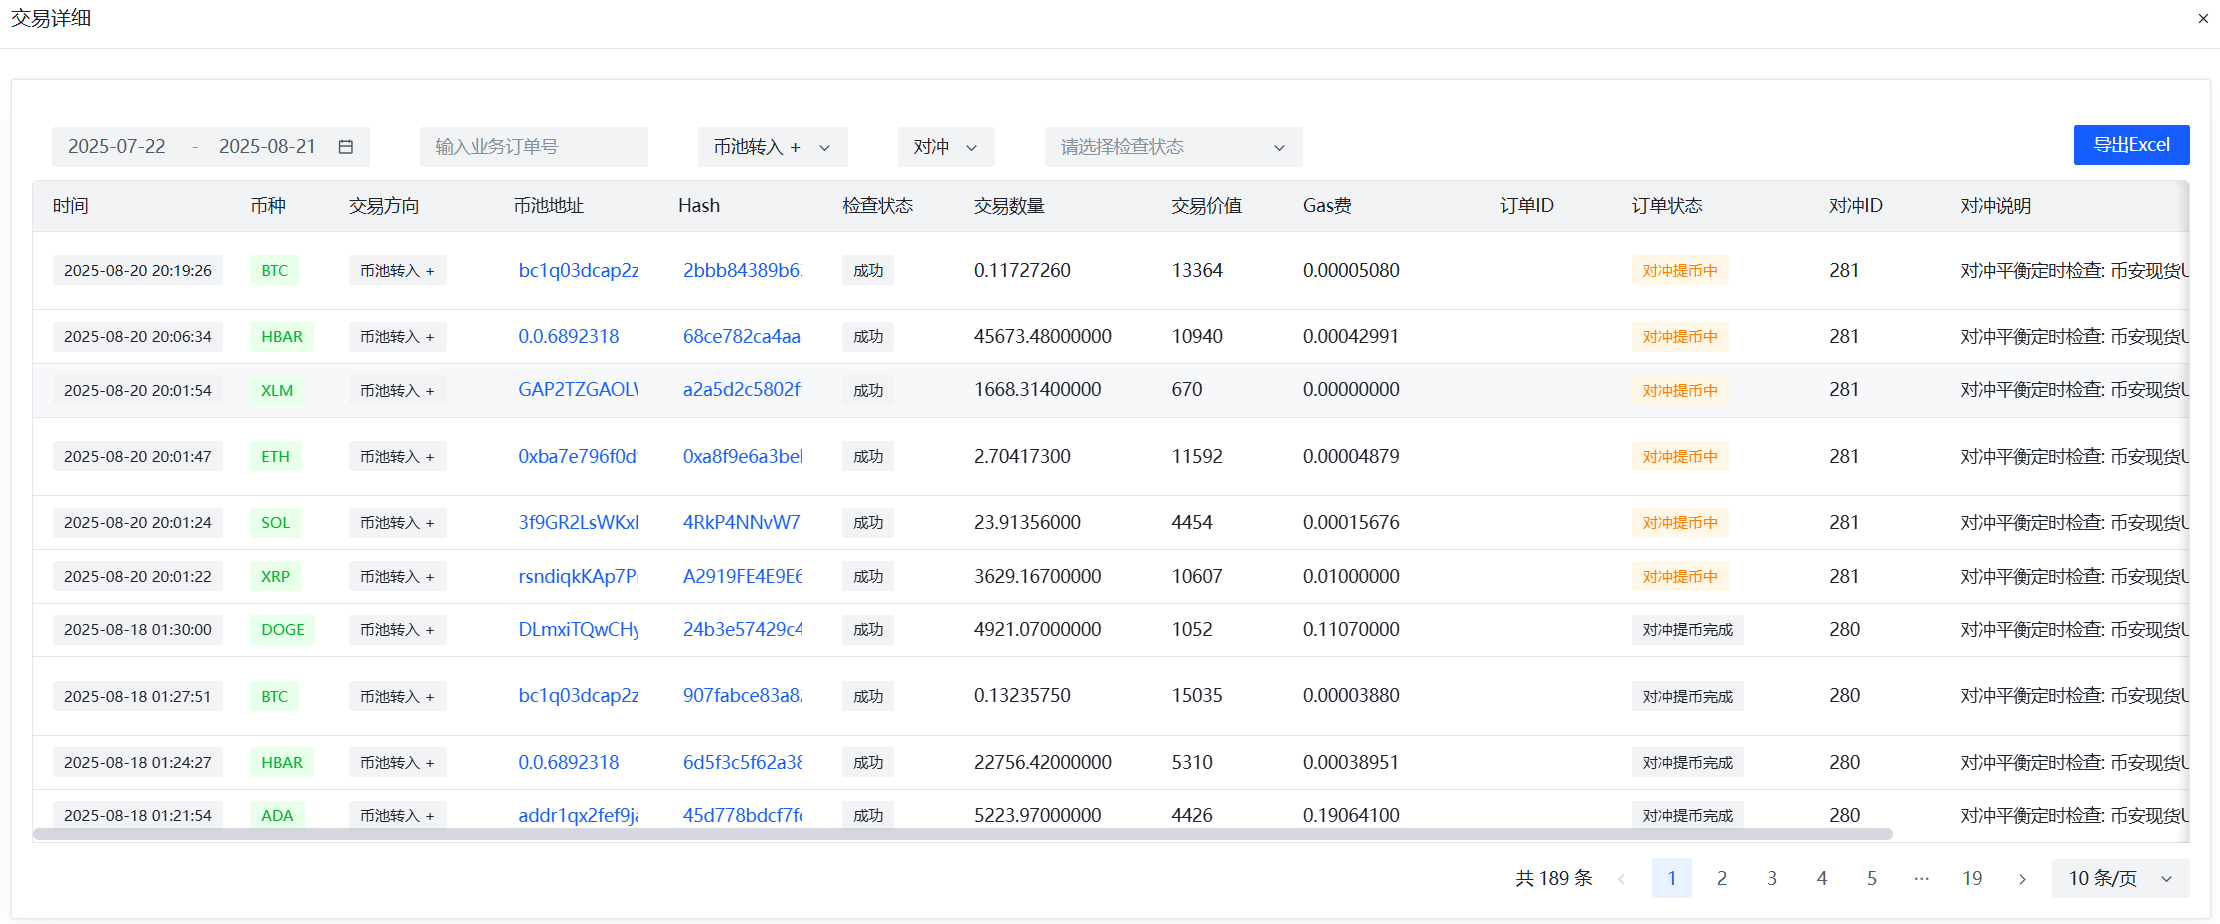 交易详细
2025-07-22 - 2025-08-21 输入业务订单号 币池转入 + 对冲 请选择检查状态 导出Excel
时间 币种 交易方向 币池地址 Hash 检查状态 交易数量 交易价值 Gas费 订单ID 订单状态 对冲ID 对冲说明
2025-08-20 20:19:26 BTC 币池转入 + bc1q03dcap2z 2bbb84389b6 成功 0.11727260 13364 0.00005080 对冲提币中 281 对冲平衡定时检查: 币安现货U
2025-08-20 20:06:34 HBAR 币池转入 + 0.0.6892318 68ce782ca4aa 成功 45673.48000000 10940 0.00042991 对冲提币中 281 对冲平衡定时检查: 币安现货U
2025-08-20 20:01:54 XLM 币池转入 + GAP2TZGAOL a2a5d2c5802f 成功 1668.31400000 670 0.00000000 对冲提币中 281 对冲平衡定时检查: 币安现货U
2025-08-20 20:01:47 ETH 币池转入 + 0xba7e796f0d 0xa8f9e6a3be 成功 2.70417300 11592 0.00004879 对冲提币中 281 对冲平衡定时检查: 币安现货U
2025-08-20 20:01:24 SOL 币池转入 + 3f9GR2LsWKx 4RkP4NNvW7 成功 23.91356000 4454 0.00015676 对冲提币中 281 对冲平衡定时检查: 币安现货U
2025-08-20 20:01:22 XRP 币池转入 + rsndiqkKAp7P A2919FE4E9E6 成功 3629.16700000 10607 0.01000000 对冲提币中 281 对冲平衡定时检查: 币安现货U
2025-08-18 01:30:00 DOGE 币池转入 + DLmxiTQwCHy 24b3e57429c4 成功 4921.07000000 1052 0.11070000 对冲提币完成 280 对冲平衡定时检查: 币安现货U
2025-08-18 01:27:51 BTC 币池转入 + bc1q03dcap2z 907fabce83a8 成功 0.13235750 15035 0.00003880 对冲提币完成 280 对冲平衡定时检查: 币安现货U
2025-08-18 01:24:27 HBAR 币池转入 + 0.0.6892318 6d5f3c5f62a38 成功 22756.42000000 5310 0.00038951 对冲提币完成 280 对冲平衡定时检查: 币安现货U
2025-08-18 01:21:54 ADA 币池转入 + addr1qx2fef9j 45d778bdcf7f 成功 5223.97000000 4426 0.19064100 对冲提币完成 280 对冲平衡定时检查: 币安现货U
共 189 条 1 2 3 4 5 ··· 19 10 条/页